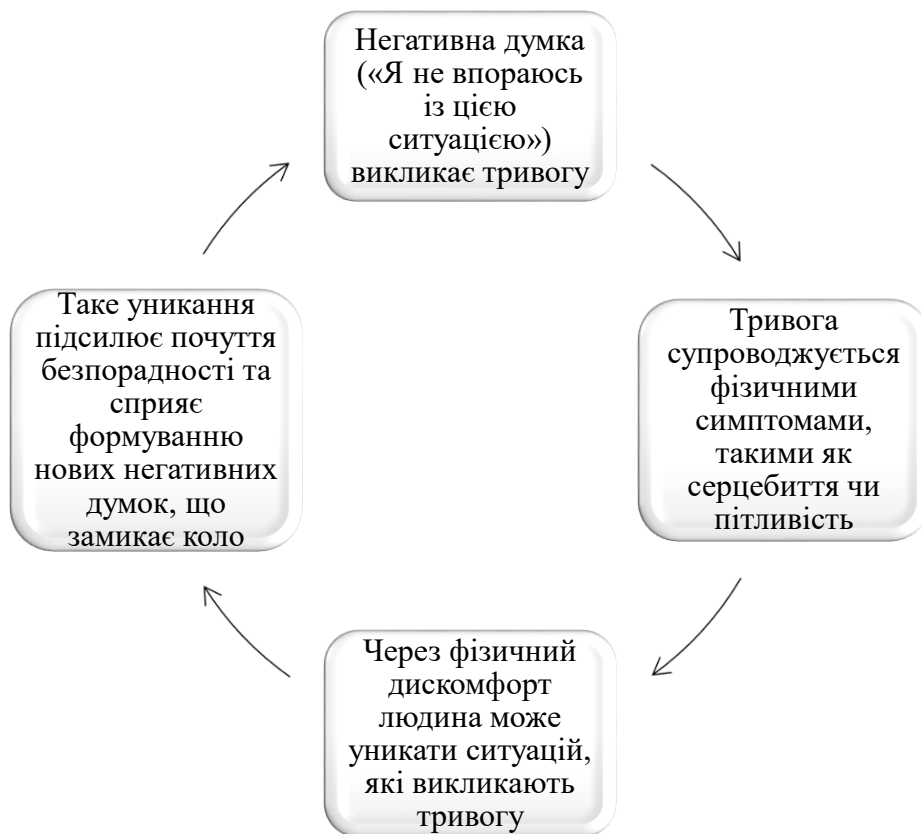 Негативна думка
(«Я не впораюсь
із цією
ситуацією»)
викликає тривогу
Тривога
супроводжується
фізичними
симптомами,
такими як
серцебиття чи
пітливість
Через фізичний
дискомфорт
людина може
уникати ситуацій,
які викликають
тривогу
Таке уникання
підсилює почуття
безпорадності та
сприяє
формуванню
нових негативних
думок, що
замикає коло